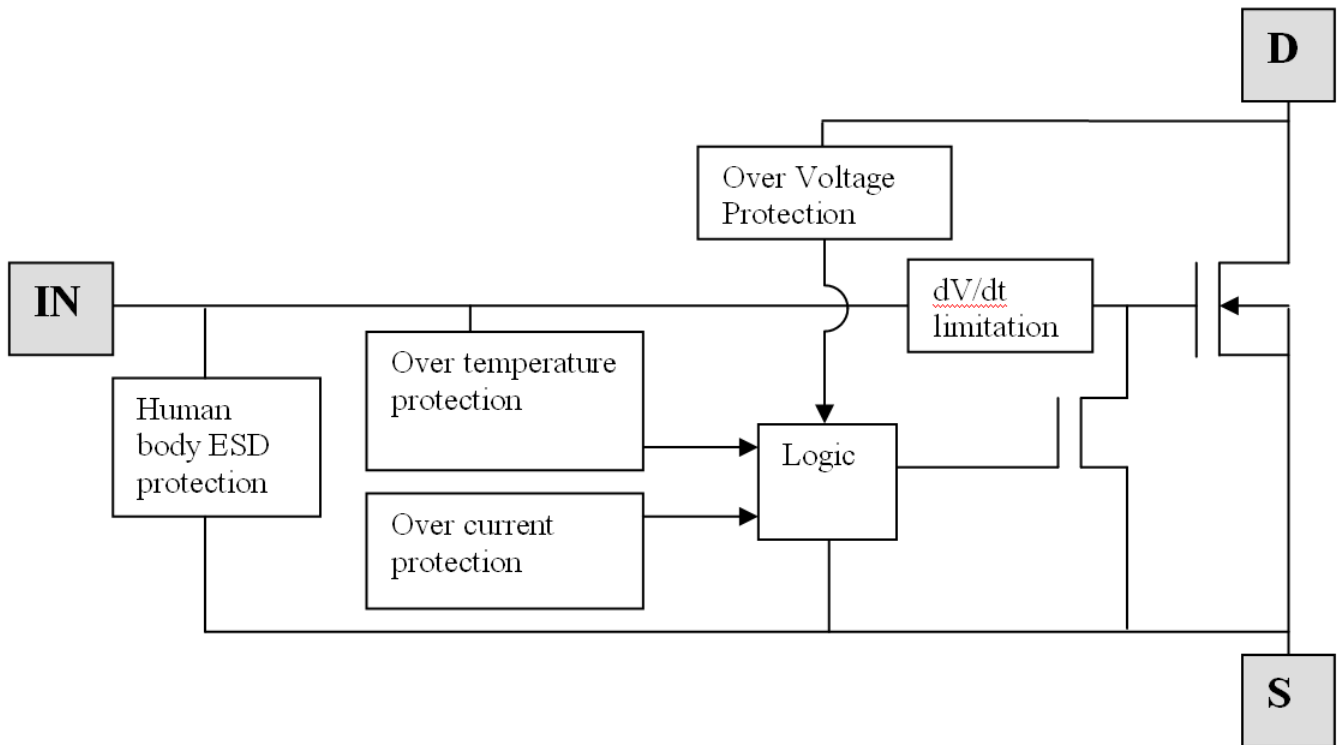 D
Over Voltage
Protection
IN
dV/dt
limitation
Over temperature
protection
Human
body ESD
protection
Logic
Over current
protection
S